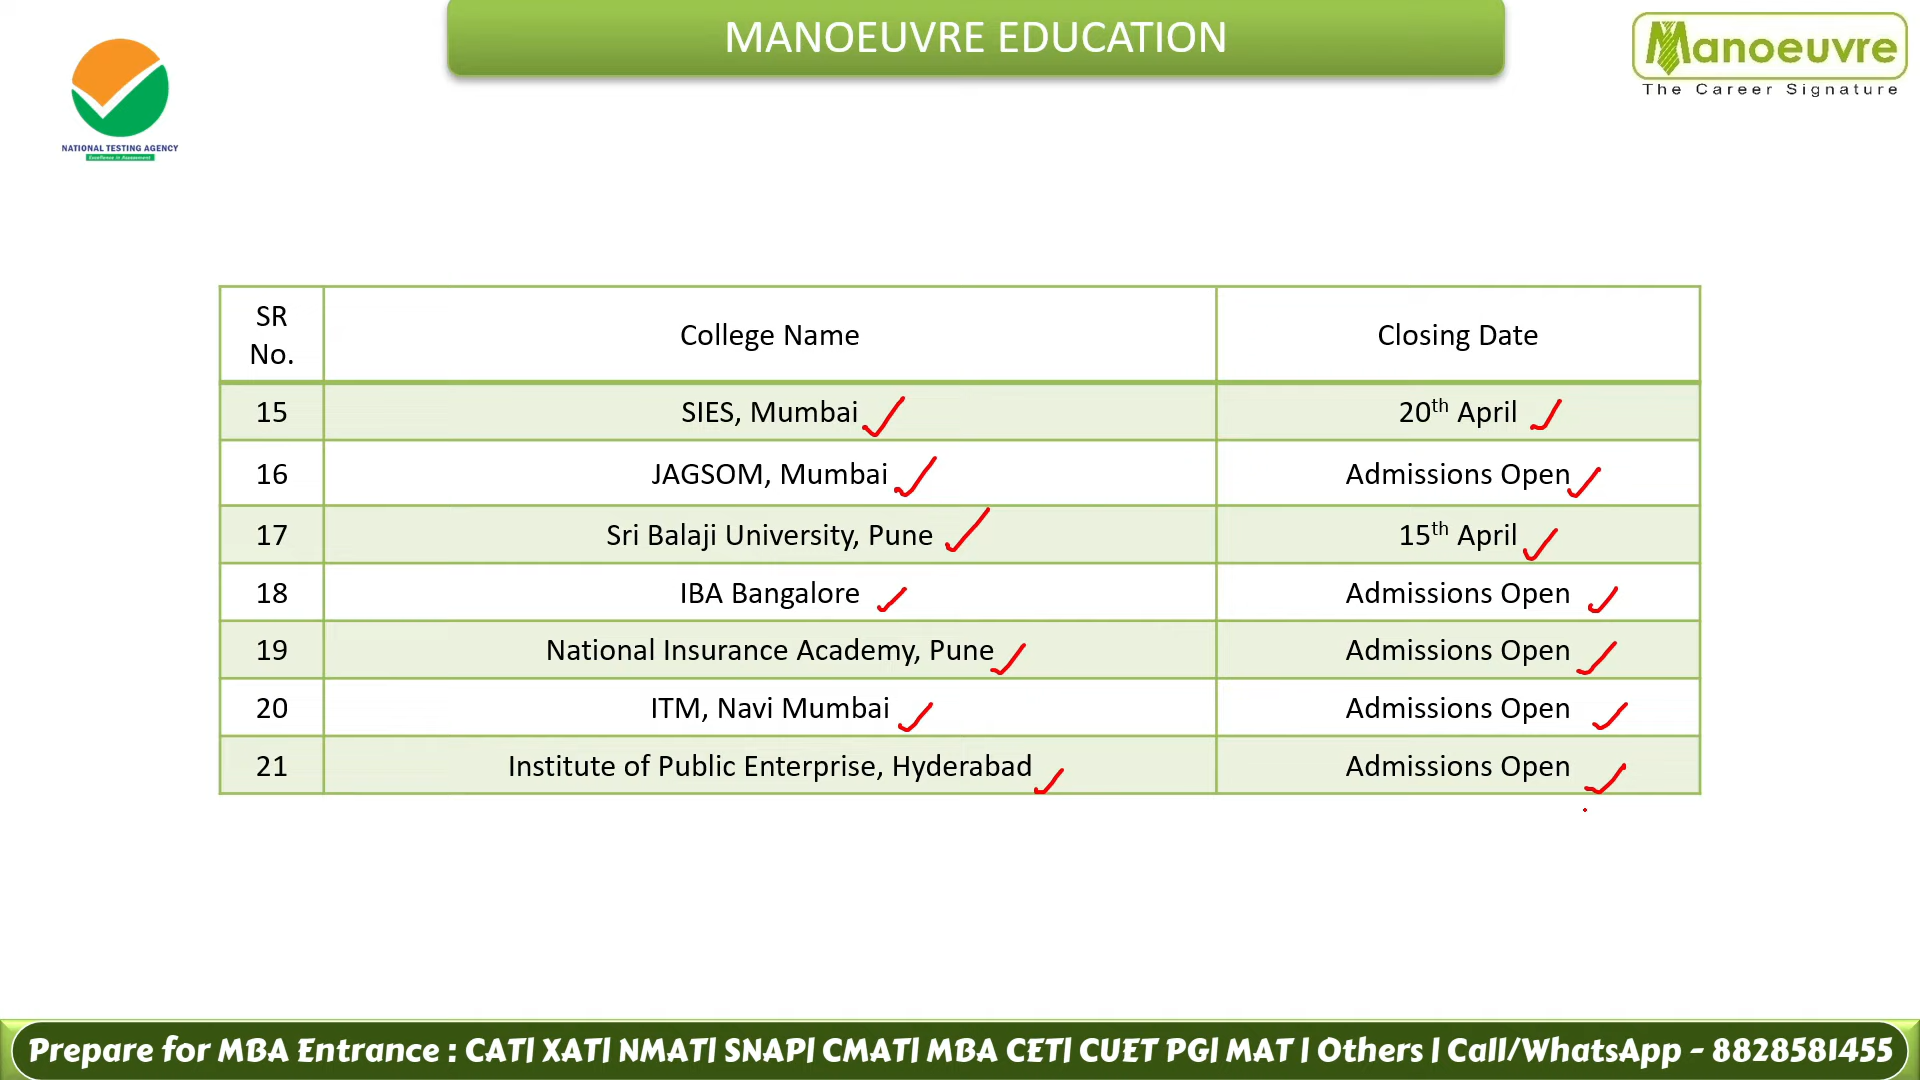 MANOEUVRE EDUCATION
Manoeuvre
The Career Signature
NATIONAL TESTING AGENCY
Excellence in Assessment
SR No. College Name Closing Date
15 SIES, Mumbai 20th April
16 JAGSOM, Mumbai Admissions Open
17 Sri Balaji University, Pune 15th April
18 IBA Bangalore Admissions Open
19 National Insurance Academy, Pune Admissions Open
20 ITM, Navi Mumbai Admissions Open
21 Institute of Public Enterprise, Hyderabad Admissions Open
Prepare for MBA Entrance : CAT| XAT| NMAT| SNAP| CMAT| MBA CET| CUET PG| MAT | Others | Call/WhatsApp - 8828581455